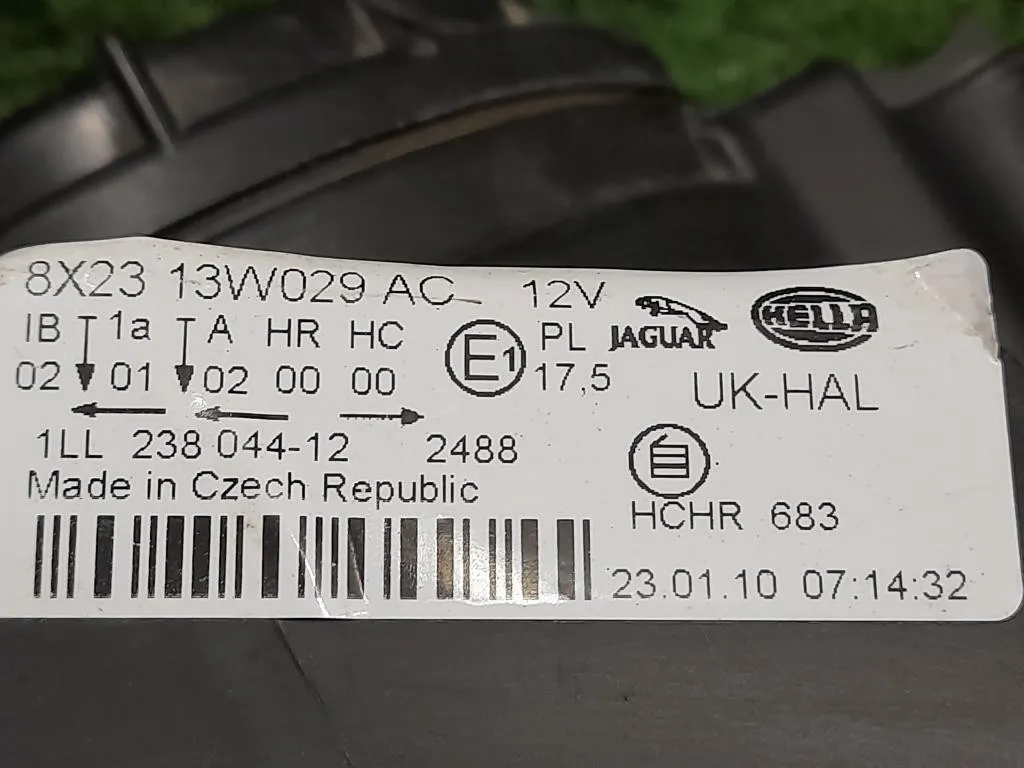 8X23 13W029 AC 12V JAGUAR HELLA
IB 1a A HR HC E1 PL
02 01 02 00 00 17,5 UK-HAL
1LL 238 044-12 2488
Made in Czech Republic HCHR 683
23.01.10 07:14:32